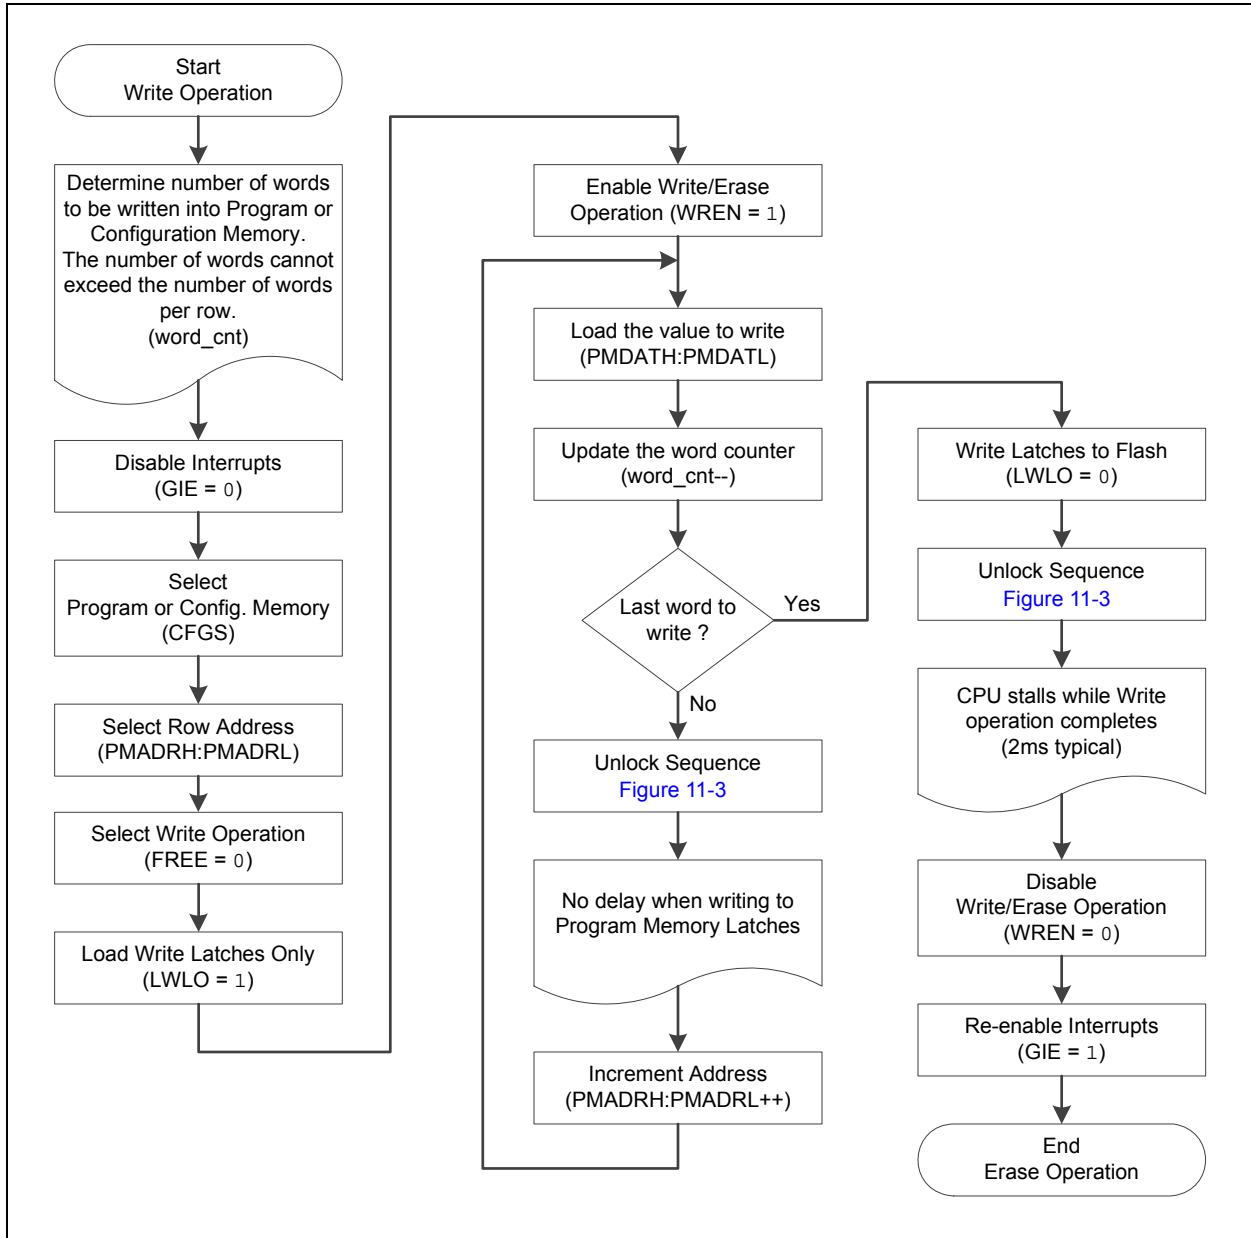 Start
Write Operation
Determine number of words
to be written into Program or
Configuration Memory.
The number of words cannot
exceed the number of words
per row.
(word_cnt)
Disable Interrupts
(GIE = 0)
Select
Program or Config. Memory
(CFGS)
Select Row Address
(PMADRH:PMADRL)
Select Write Operation
(FREE = 0)
Load Write Latches Only
(LWLO = 1)
Enable Write/Erase
Operation (WREN = 1)
Load the value to write
(PMDATH:PMDATL)
Update the word counter
(word_cnt--)
Last word to
write ?
Yes
No
Unlock Sequence
Figure 11-3
No delay when writing to
Program Memory Latches
Increment Address
(PMADRH:PMADRL++)
Write Latches to Flash
(LWLO = 0)
Unlock Sequence
Figure 11-3
CPU stalls while Write
operation completes
(2ms typical)
Disable
Write/Erase Operation
(WREN = 0)
Re-enable Interrupts
(GIE = 1)
End
Erase Operation